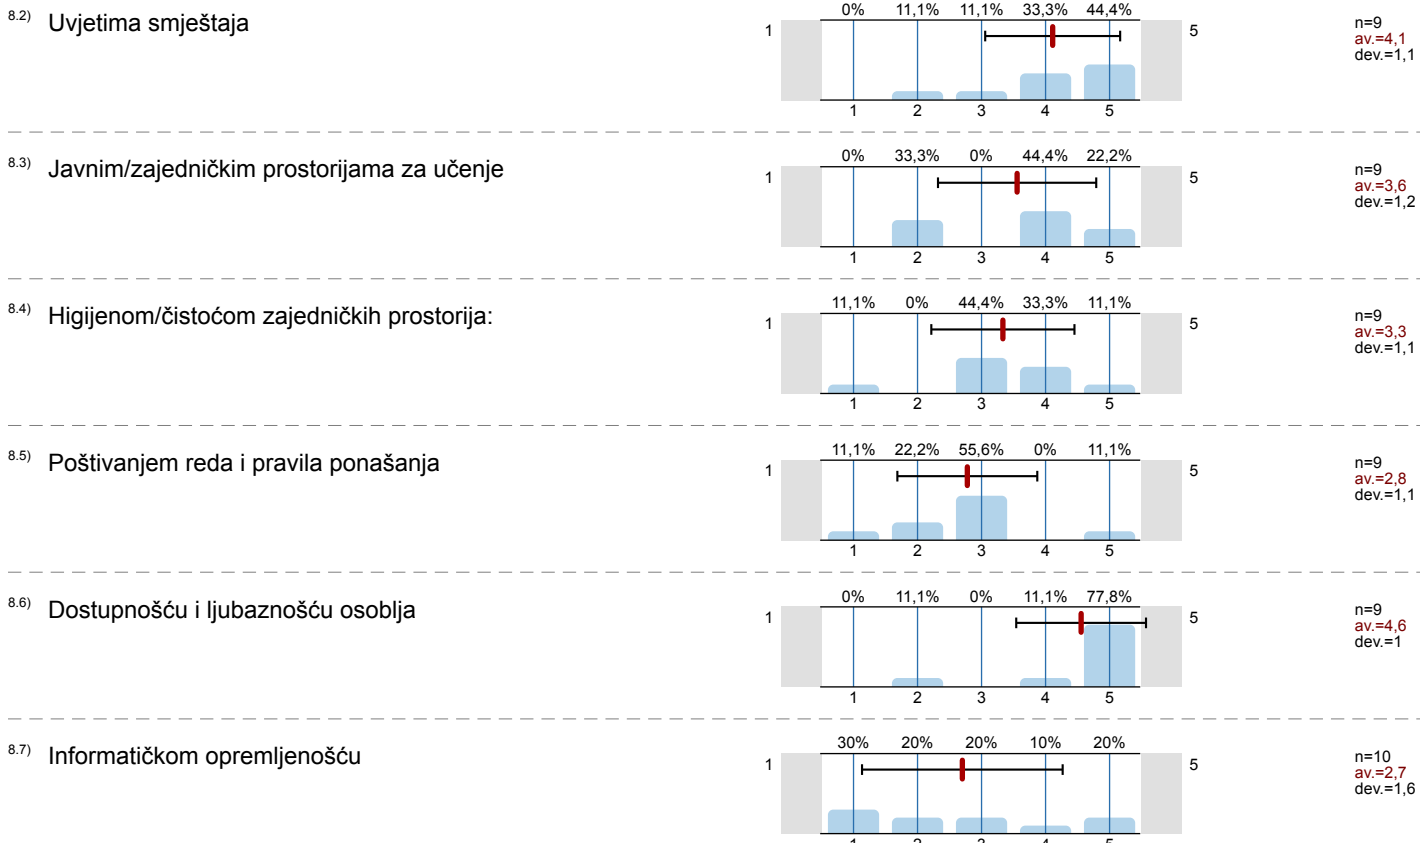 8.2) Uvjetima smještaja
0% 11,1% 11,1% 33,3% 44,4%
1 5
1 2 3 4 5
n=9
av.=4,1
dev.=1,1
8.3) Javnim/zajedničkim prostorijama za učenje
0% 33,3% 0% 44,4% 22,2%
1 5
1 2 3 4 5
n=9
av.=3,6
dev.=1,2
8.4) Higijenom/čistoćom zajedničkih prostorija:
11,1% 0% 44,4% 33,3% 11,1%
1 5
1 2 3 4 5
n=9
av.=3,3
dev.=1,1
8.5) Poštivanjem reda i pravila ponašanja
11,1% 22,2% 55,6% 0% 11,1%
1 5
1 2 3 4 5
n=9
av.=2,8
dev.=1,1
8.6) Dostupnošću i ljubaznošću osoblja
0% 11,1% 0% 11,1% 77,8%
1 5
1 2 3 4 5
n=9
av.=4,6
dev.=1
8.7) Informatičkom opremljenošću
30% 20% 20% 10% 20%
1 5
1 2 3 4 5
n=10
av.=2,7
dev.=1,6